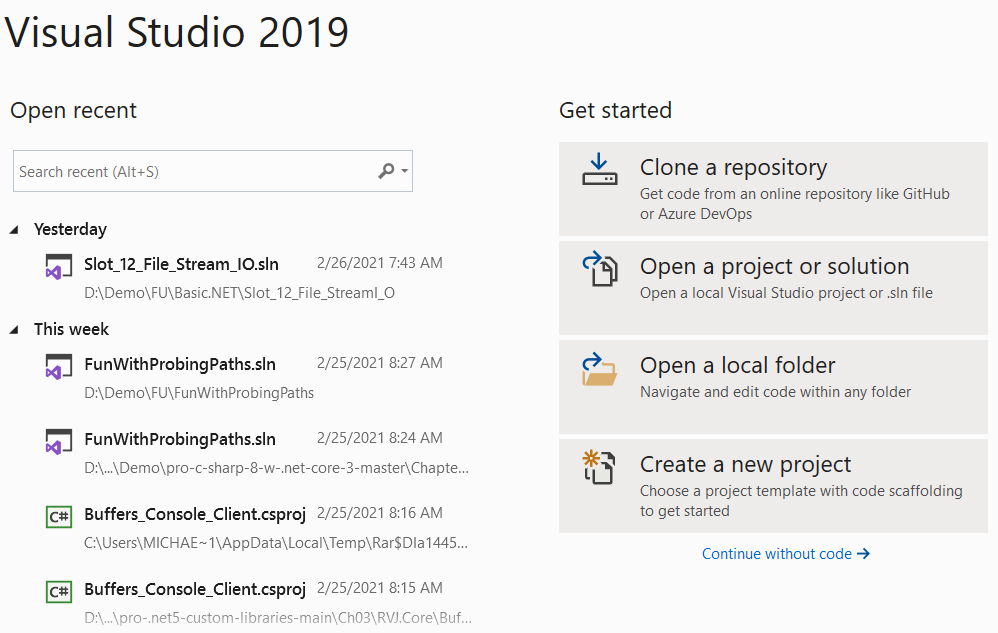 Visual Studio 2019
Open recent
Search recent (Alt+S)
Yesterday
Slot_12_File_Stream_IO.sln 2/26/2021 7:43 AM
D:\Demo\FU\Basic.NET\Slot_12_File_StreamI_O
This week
FunWithProbingPaths.sln 2/25/2021 8:27 AM
D:\Demo\FU\FunWithProbingPaths
FunWithProbingPaths.sln 2/25/2021 8:24 AM
D:\...\Demo\pro-c-sharp-8-w-.net-core-3-master\Chapte...
C# Buffers_Console_Client.csproj 2/25/2021 8:16 AM
C:\Users\MICHAE~1\AppData\Local\Temp\Rar$DIa1445...
C# Buffers_Console_Client.csproj 2/25/2021 8:15 AM
D:\...\pro-.net5-custom-libraries-main\Ch03\RVJ.Core\Buf...
Get started
Clone a repository
Get code from an online repository like GitHub
or Azure DevOps
Open a project or solution
Open a local Visual Studio project or .sln file
Open a local folder
Navigate and edit code within any folder
Create a new project
Choose a project template with code scaffolding
to get started
Continue without code →